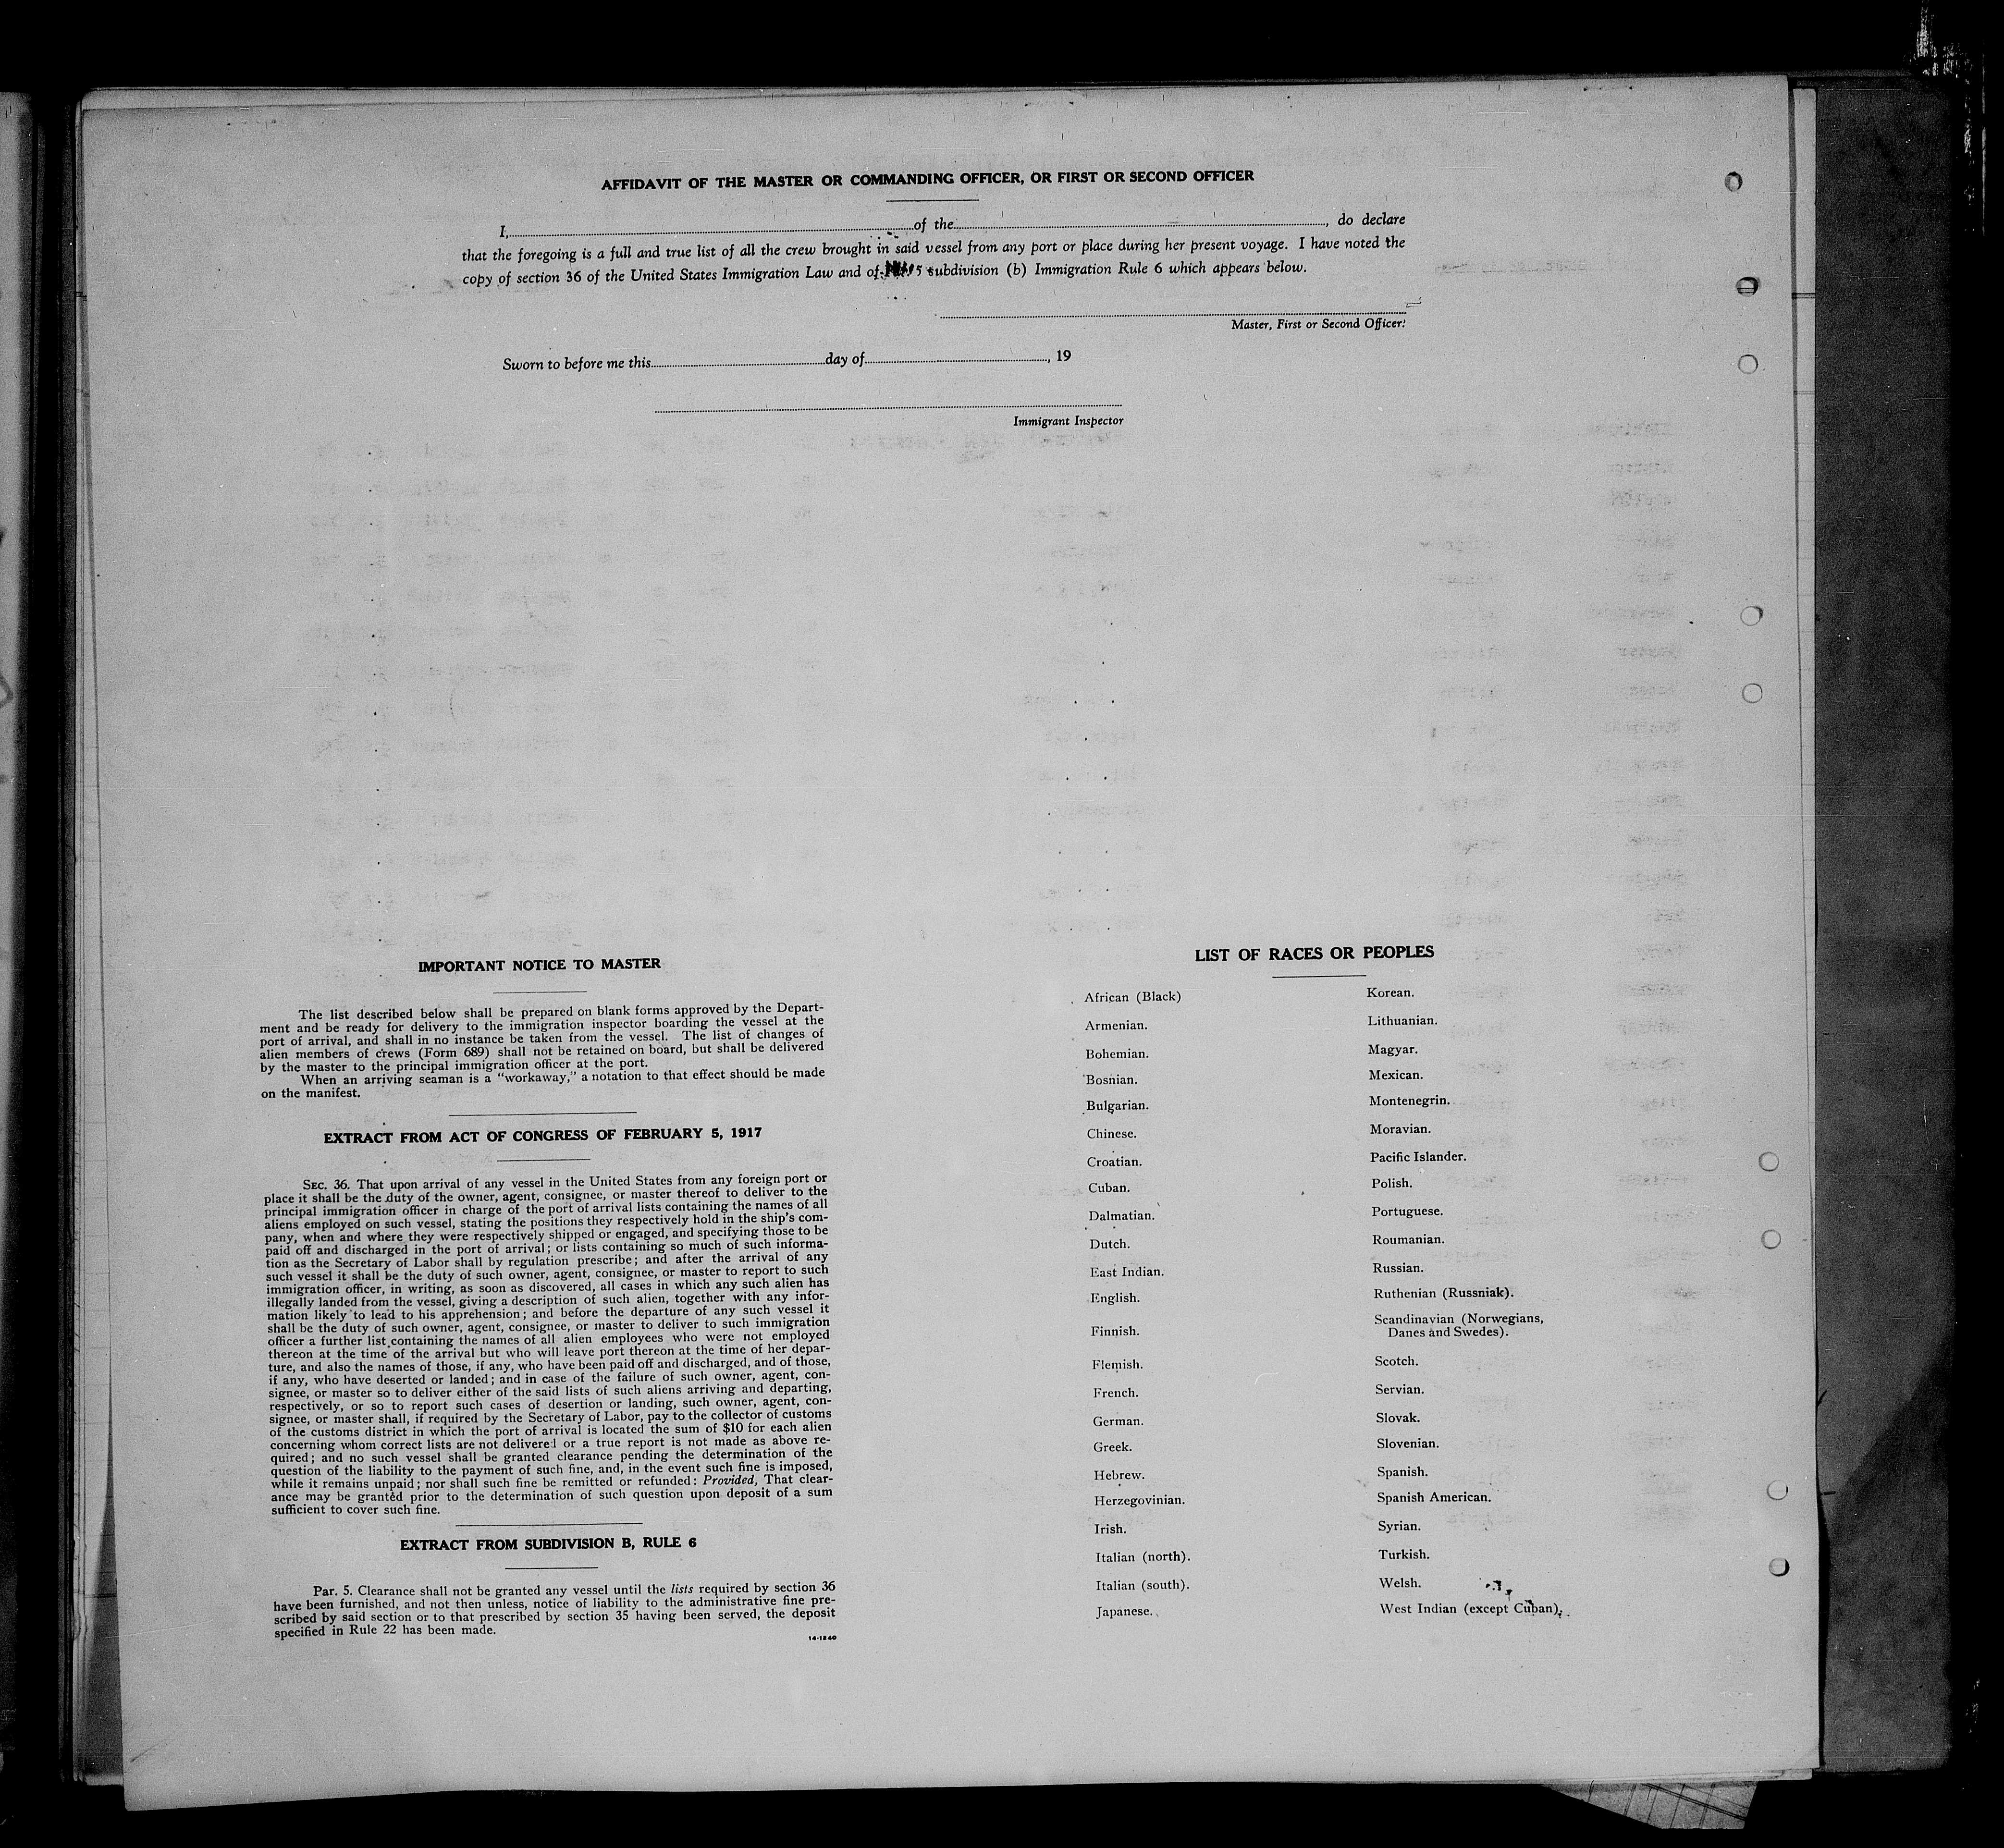 AFFIDAVIT OF THE MASTER OR COMMANDING OFFICER, OR FIRST OR SECOND OFFICER
I, of the , do declare
that the foregoing is a full and true list of all the crew brought in said vessel from any port or place during her present voyage. I have noted the
copy of section 36 of the United States Immigration Law and of 5 subdivision (b) Immigration Rule 6 which appears below.
Master, First or Second Officer.
Sworn to before me this day of , 19
Immigrant Inspector
IMPORTANT NOTICE TO MASTER
The list described below shall be prepared on blank forms approved by the Depart-
ment and be ready for delivery to the immigration inspector boarding the vessel at the
port of arrival, and shall in no instance be taken from the vessel. The list of changes of
alien members of crews (Form 689) shall not be retained on board, but shall be delivered
by the master to the principal immigration officer at the port.
When an arriving seaman is a "workaway," a notation to that effect should be made
on the manifest.
EXTRACT FROM ACT OF CONGRESS OF FEBRUARY 5, 1917
SEC. 36. That upon arrival of any vessel in the United States from any foreign port or
place it shall be the duty of the owner, agent, consignee, or master thereof to deliver to the
principal immigration officer in charge of the port of arrival lists containing the names of all
aliens employed on such vessel, stating the positions they respectively hold in the ship's com-
pany, when and where they were respectively shipped or engaged, and specifying those to be
paid off and discharged in the port of arrival; or lists containing so much of such informa-
tion as the Secretary of Labor shall by regulation prescribe; and after the arrival of any
such vessel it shall be the duty of such owner, agent, consignee, or master to report to such
immigration officer, in writing, as soon as discovered, all cases in which any such alien has
illegally landed from the vessel, giving a description of such alien, together with any infor-
mation likely to lead to his apprehension; and before the departure of any such vessel it
shall be the duty of such owner, agent, consignee, or master to deliver to such immigration
officer a further list containing the names of all alien employees who were not employed
thereon at the time of the arrival but who will leave port thereon at the time of her depar-
ture, and also the names of those, if any, who have been paid off and discharged, and of those,
if any, who have deserted or landed; and in case of the failure of such owner, agent, con-
signee, or master so to deliver either of the said lists of such aliens arriving and departing,
respectively, or so to report such cases of desertion or landing, such owner, agent, con-
signee, or master shall, if required by the Secretary of Labor, pay to the collector of customs
of the customs district in which the port of arrival is located the sum of $10 for each alien
concerning whom correct lists are not delivered or a true report is not made as above re-
quired; and no such vessel shall be granted clearance pending the determination of the
question of the liability to the payment of such fine, and, in the event such fine is imposed,
while it remains unpaid; nor shall such fine be remitted or refunded: Provided, That clear-
ance may be granted prior to the determination of such question upon deposit of a sum
sufficient to cover such fine.
EXTRACT FROM SUBDIVISION B, RULE 6
Par. 5. Clearance shall not be granted any vessel until the lists required by section 36
have been furnished, and not then unless, notice of liability to the administrative fine pre-
scribed by said section or to that prescribed by section 35 having been served, the deposit
specified in Rule 22 has been made.
14-1240
LIST OF RACES OR PEOPLES
African (Black)
Armenian.
Bohemian.
Bosnian.
Bulgarian.
Chinese.
Croatian.
Cuban.
Dalmatian.
Dutch.
East Indian.
English.
Finnish.
Flemish.
French.
German.
Greek.
Hebrew.
Herzegovinian.
Irish.
Italian (north).
Italian (south).
Japanese.
Korean.
Lithuanian.
Magyar.
Mexican.
Montenegrin.
Moravian.
Pacific Islander.
Polish.
Portuguese.
Roumanian.
Russian.
Ruthenian (Russniak).
Scandinavian (Norwegians,
Danes and Swedes).
Scotch.
Servian.
Slovak.
Slovenian.
Spanish.
Spanish American.
Syrian.
Turkish.
Welsh.
West Indian (except Cuban).